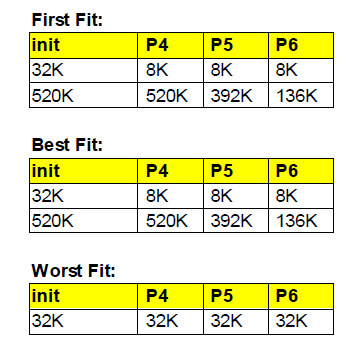 First Fit:
init P4 P5 P6
32K 8K 8K 8K
520K 520K 392K 136K
Best Fit:
init P4 P5 P6
32K 8K 8K 8K
520K 520K 392K 136K
Worst Fit:
init P4 P5 P6
32K 32K 32K 32K